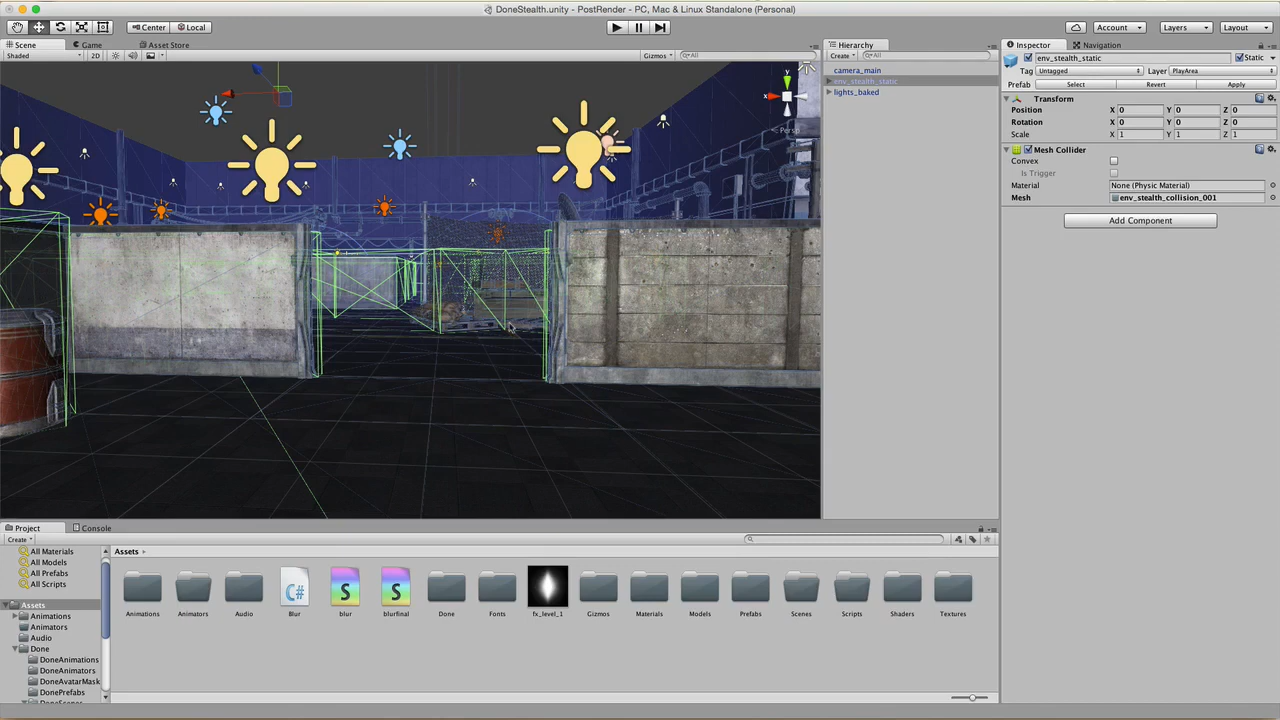 DoneStealth.unity - PostRender - PC, Mac & Linux Standalone (Personal)
Center Local Account Layers Layout
Scene Game Asset Store
Shaded 2D Gizmos All
y
x
Persp
Hierarchy
Create All
camera_main
env_stealth_static
lights_baked
Inspector Navigation
env_stealth_static Static
Tag Untagged Layer PlayArea
Prefab Select Revert Apply
Transform
Position X 0 Y 0 Z 0
Rotation X 0 Y 0 Z 0
Scale X 1 Y 1 Z 1
Mesh Collider
Convex
Is Trigger
Material None (Physic Material)
Mesh env_stealth_collision_001
Add Component
Project Console
Create
All Materials
All Models
All Prefabs
All Scripts
Assets
Animations
Animators
Audio
Done
DoneAnimations
DoneAnimators
DoneAvatarMask
DonePrefabs
DoneScenes
Assets
C# S S
Animations Animators Audio Blur blur blurfinal Done Fonts fx_level_1 Gizmos Materials Models Prefabs Scenes Scripts Shaders Textures